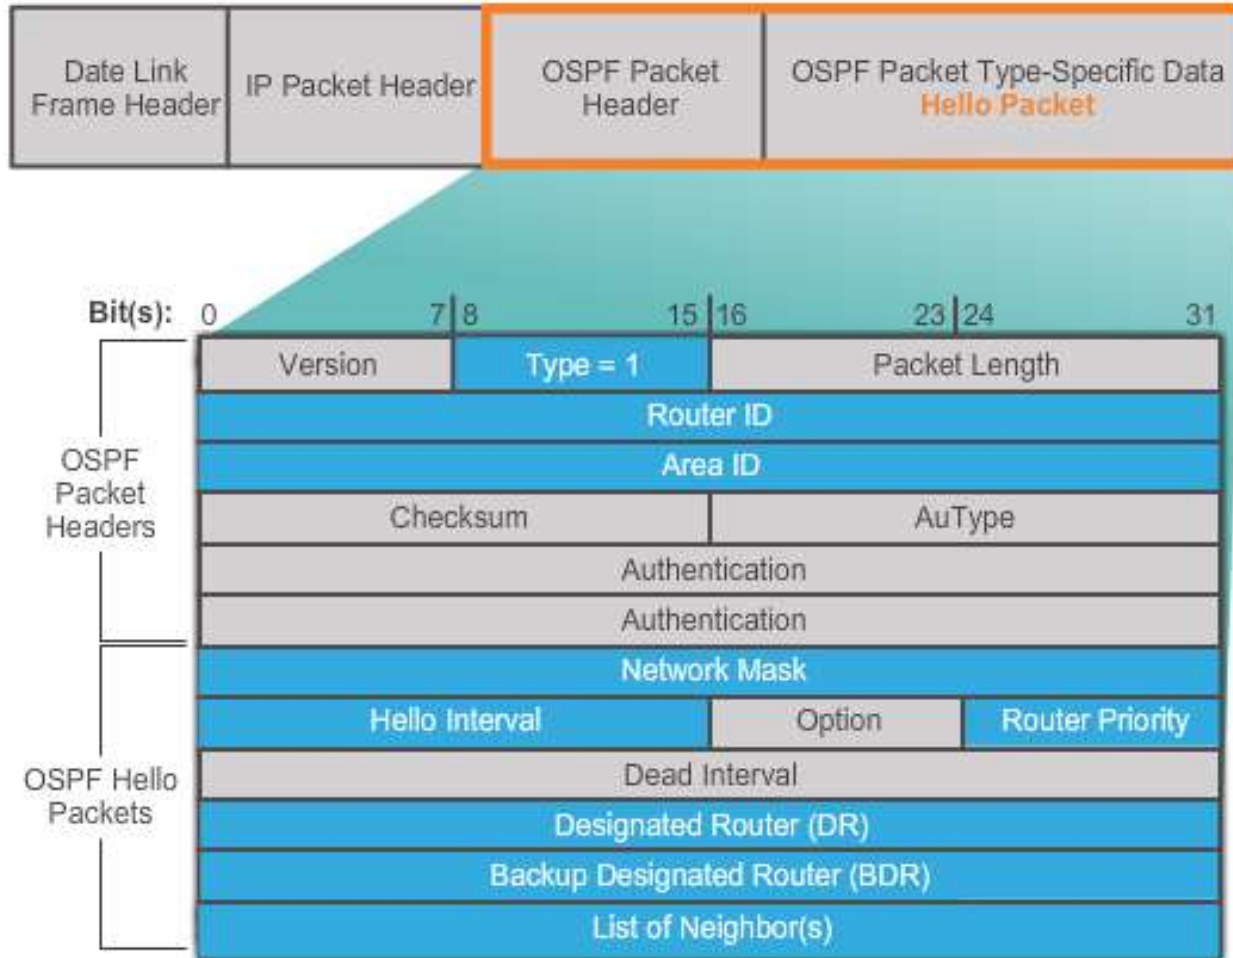 Date Link
Frame Header
IP Packet Header
OSPF Packet
Header
OSPF Packet Type-Specific Data
Hello Packet
Bit(s): 0 7 8 15 16 23 24 31
OSPF
Packet
Headers
Version Type = 1 Packet Length
Router ID
Area ID
Checksum AuType
Authentication
Authentication
OSPF Hello
Packets
Network Mask
Hello Interval Option Router Priority
Dead Interval
Designated Router (DR)
Backup Designated Router (BDR)
List of Neighbor(s)